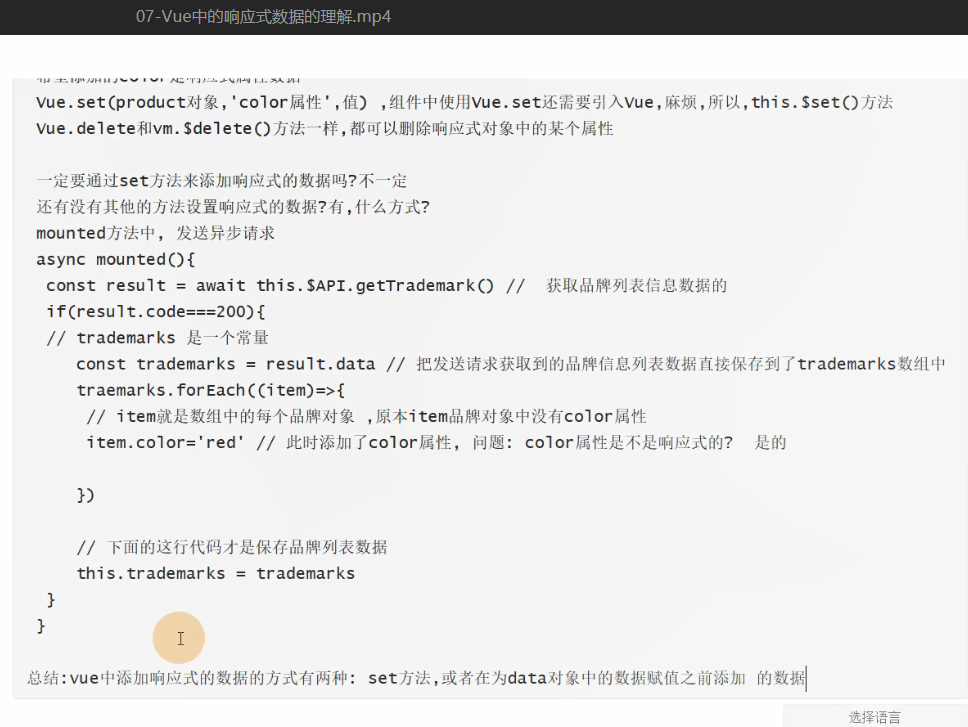 07-Vue中的响应式数据的理解.mp4
希望添加的color是响应式属性数据
Vue.set(product对象,'color属性',值) ,组件中使用Vue.set还需要引入Vue,麻烦,所以,this.$set()方法
Vue.delete和vm.$delete()方法一样,都可以删除响应式对象中的某个属性
一定要通过set方法来添加响应式的数据吗?不一定
还有没有其他的方法设置响应式的数据?有,什么方式?
mounted方法中, 发送异步请求
async mounted(){
const result = await this.$API.getTrademark() // 获取品牌列表信息数据的
if(result.code===200){
// trademarks 是一个常量
const trademarks = result.data // 把发送请求获取到的品牌信息列表数据直接保存到了trademarks数组中
traemarks.forEach((item)=>{
// item就是数组中的每个品牌对象 ,原本item品牌对象中没有color属性
item.color='red' // 此时添加了color属性, 问题: color属性是不是响应式的? 是的
})
// 下面的这行代码才是保存品牌列表数据
this.trademarks = trademarks
}
}
总结:vue中添加响应式的数据的方式有两种: set方法,或者在为data对象中的数据赋值之前添加 的数据
选择语言